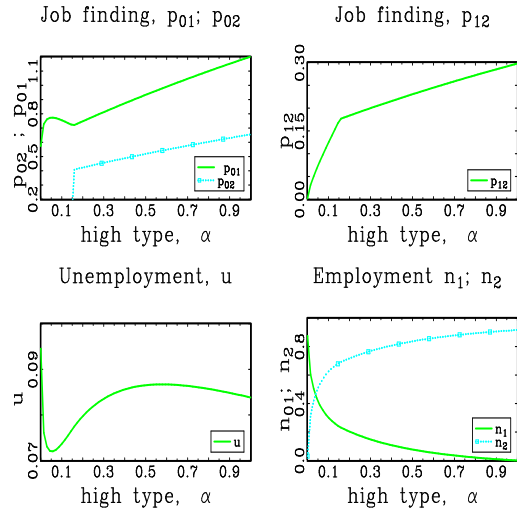 Job finding, p01; p02
Job finding, p12
p02 ; p01
0.2 0.5 0.8 1.1
p01
p02
0.1 0.3 0.5 0.7 0.9
high type, α
p12
0.00 0.15 0.30
p12
0.1 0.3 0.5 0.7 0.9
high type, α
Unemployment, u
Employment n1; n2
u
0.07 0.09
u
0.1 0.3 0.5 0.7 0.9
high type, α
n01; n2
0 0.4 0.8
n1
n2
0.1 0.3 0.5 0.7 0.9
high type, α